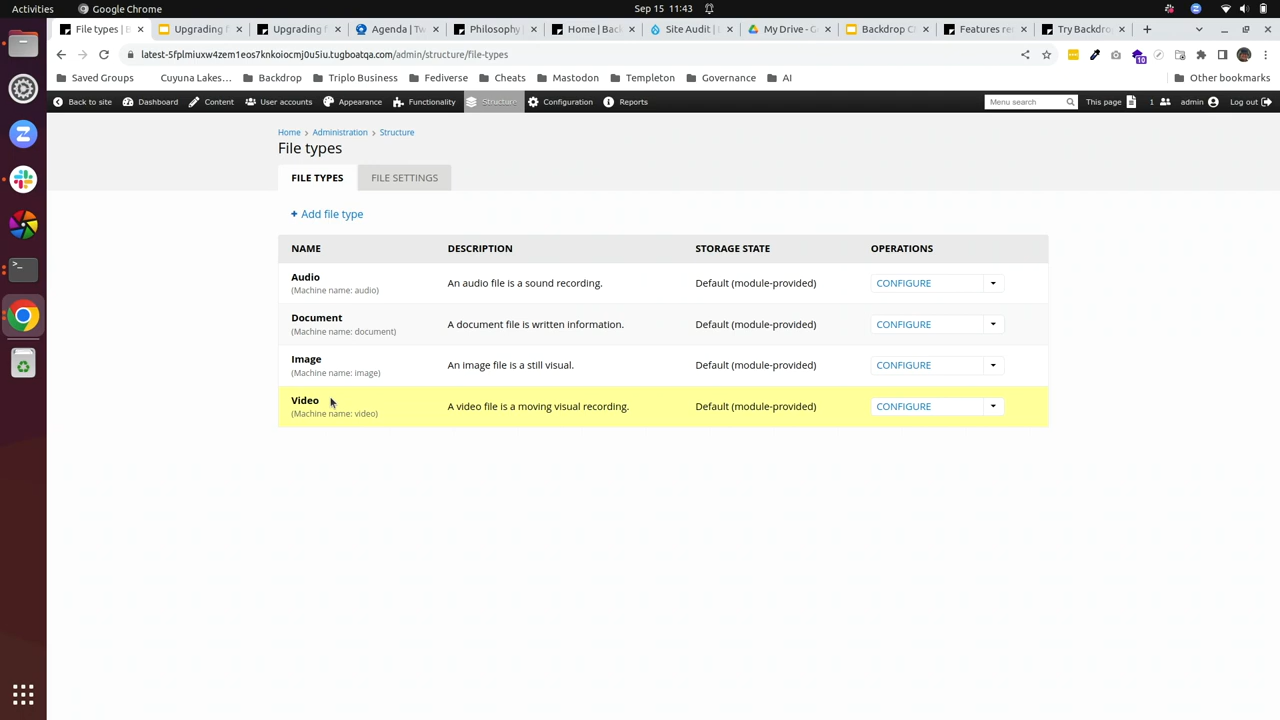 Activities
Google Chrome
Sep 15 11:43
File types | B
Upgrading f
Upgrading f
Agenda | Tw
Philosophy
Home | Back
Site Audit |
My Drive - G
Backdrop C
Features re
Try Backdro
latest-5fplmiuxw4zem1eos7knkoiocmj0u5iu.tugboatqa.com/admin/structure/file-types
10
Saved Groups
Cuyuna Lakes...
Backdrop
Triplo Business
Fediverse
Cheats
Mastodon
Templeton
Governance
AI
Other bookmarks
Back to site
Dashboard
Content
User accounts
Appearance
Functionality
Structure
Configuration
Reports
Menu search
This page
1
admin
Log out
Home › Administration › Structure
File types
FILE TYPES
FILE SETTINGS
+ Add file type
NAME DESCRIPTION STORAGE STATE OPERATIONS
Audio
(Machine name: audio)
An audio file is a sound recording.
Default (module-provided)
CONFIGURE
Document
(Machine name: document)
A document file is written information.
Default (module-provided)
CONFIGURE
Image
(Machine name: image)
An image file is a still visual.
Default (module-provided)
CONFIGURE
Video
(Machine name: video)
A video file is a moving visual recording.
Default (module-provided)
CONFIGURE